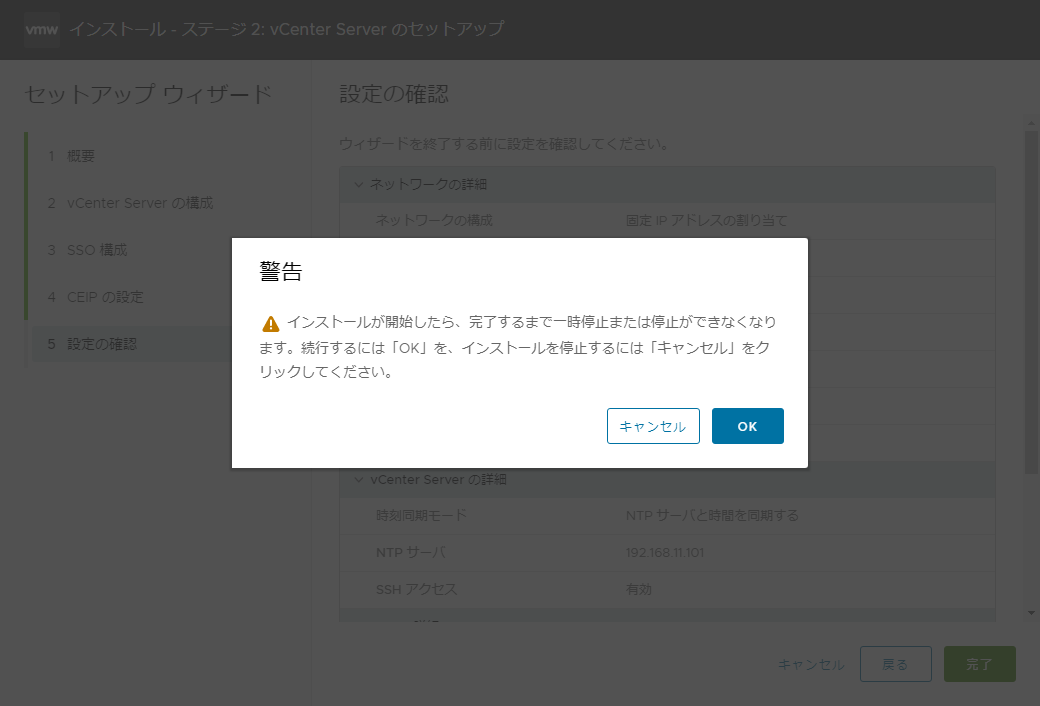 vmw インストール - ステージ 2: vCenter Server のセットアップ
セットアップ ウィザード
1 概要
2 vCenter Server の構成
3 SSO 構成
4 CEIP の設定
5 設定の確認
設定の確認
ウィザードを終了する前に設定を確認してください。
ネットワークの詳細
ネットワークの構成 固定 IP アドレスの割り当て
警告
インストールが開始したら、完了するまで一時停止または停止ができなくなり
ます。続行するには「OK」を、インストールを停止するには「キャンセル」をク
リックしてください。
キャンセル OK
vCenter Server の詳細
時刻同期モード NTP サーバと時間を同期する
NTP サーバ 192.168.11.101
SSH アクセス 有効
キャンセル 戻る 完了